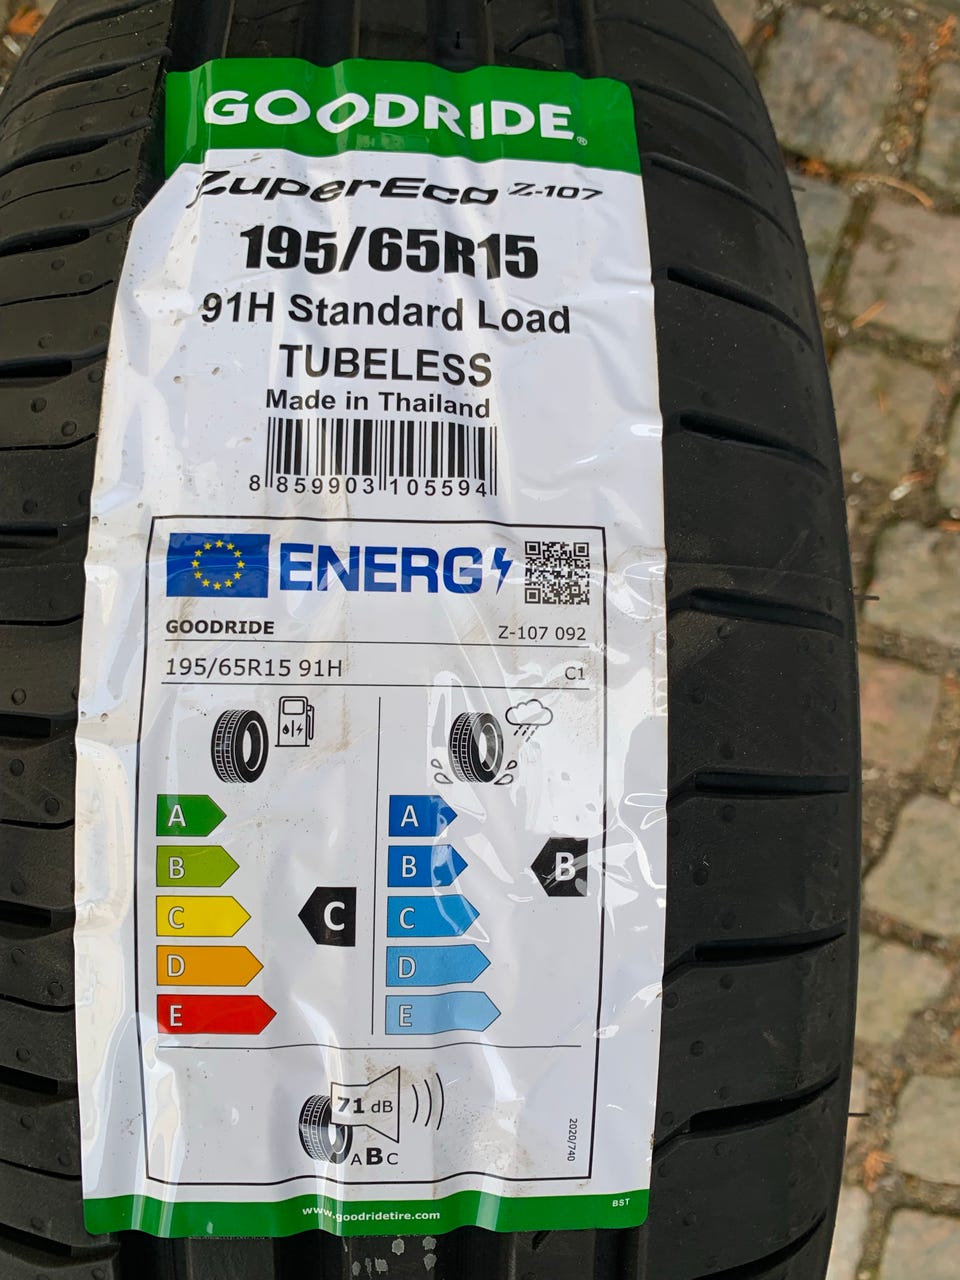 GOODRIDE®
ZuperEco Z-107
195/65R15
91H Standard Load
TUBELESS
Made in Thailand
8 859903 105594
ENERG
GOODRIDE Z-107 092
195/65R15 91H C1
A A
B B B
C C C
D D
E E
71 dB
ABC
2020/740
BST
www.goodridetire.com